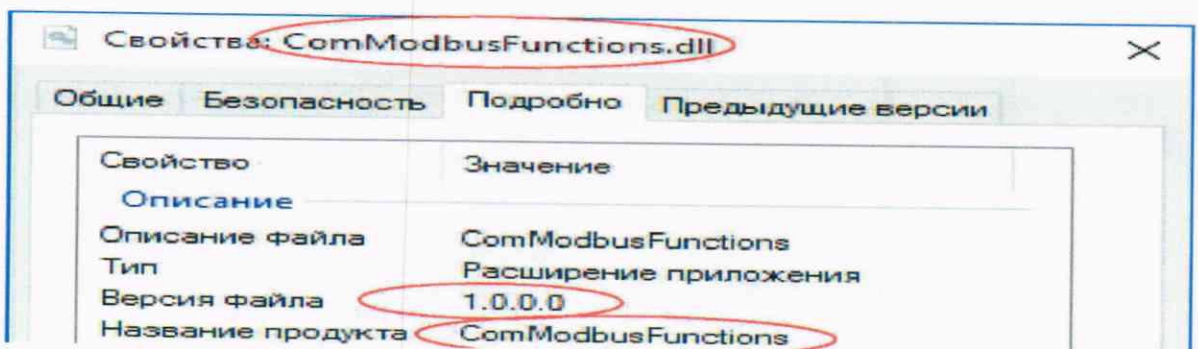 Свойства: ComModbusFunctions.dll
Общие Безопасность Подробно Предыдущие версии
Свойство Значение
Описание
Описание файла ComModbusFunctions
Тип Расширение приложения
Версия файла 1.0.0.0
Название продукта ComModbusFunctions